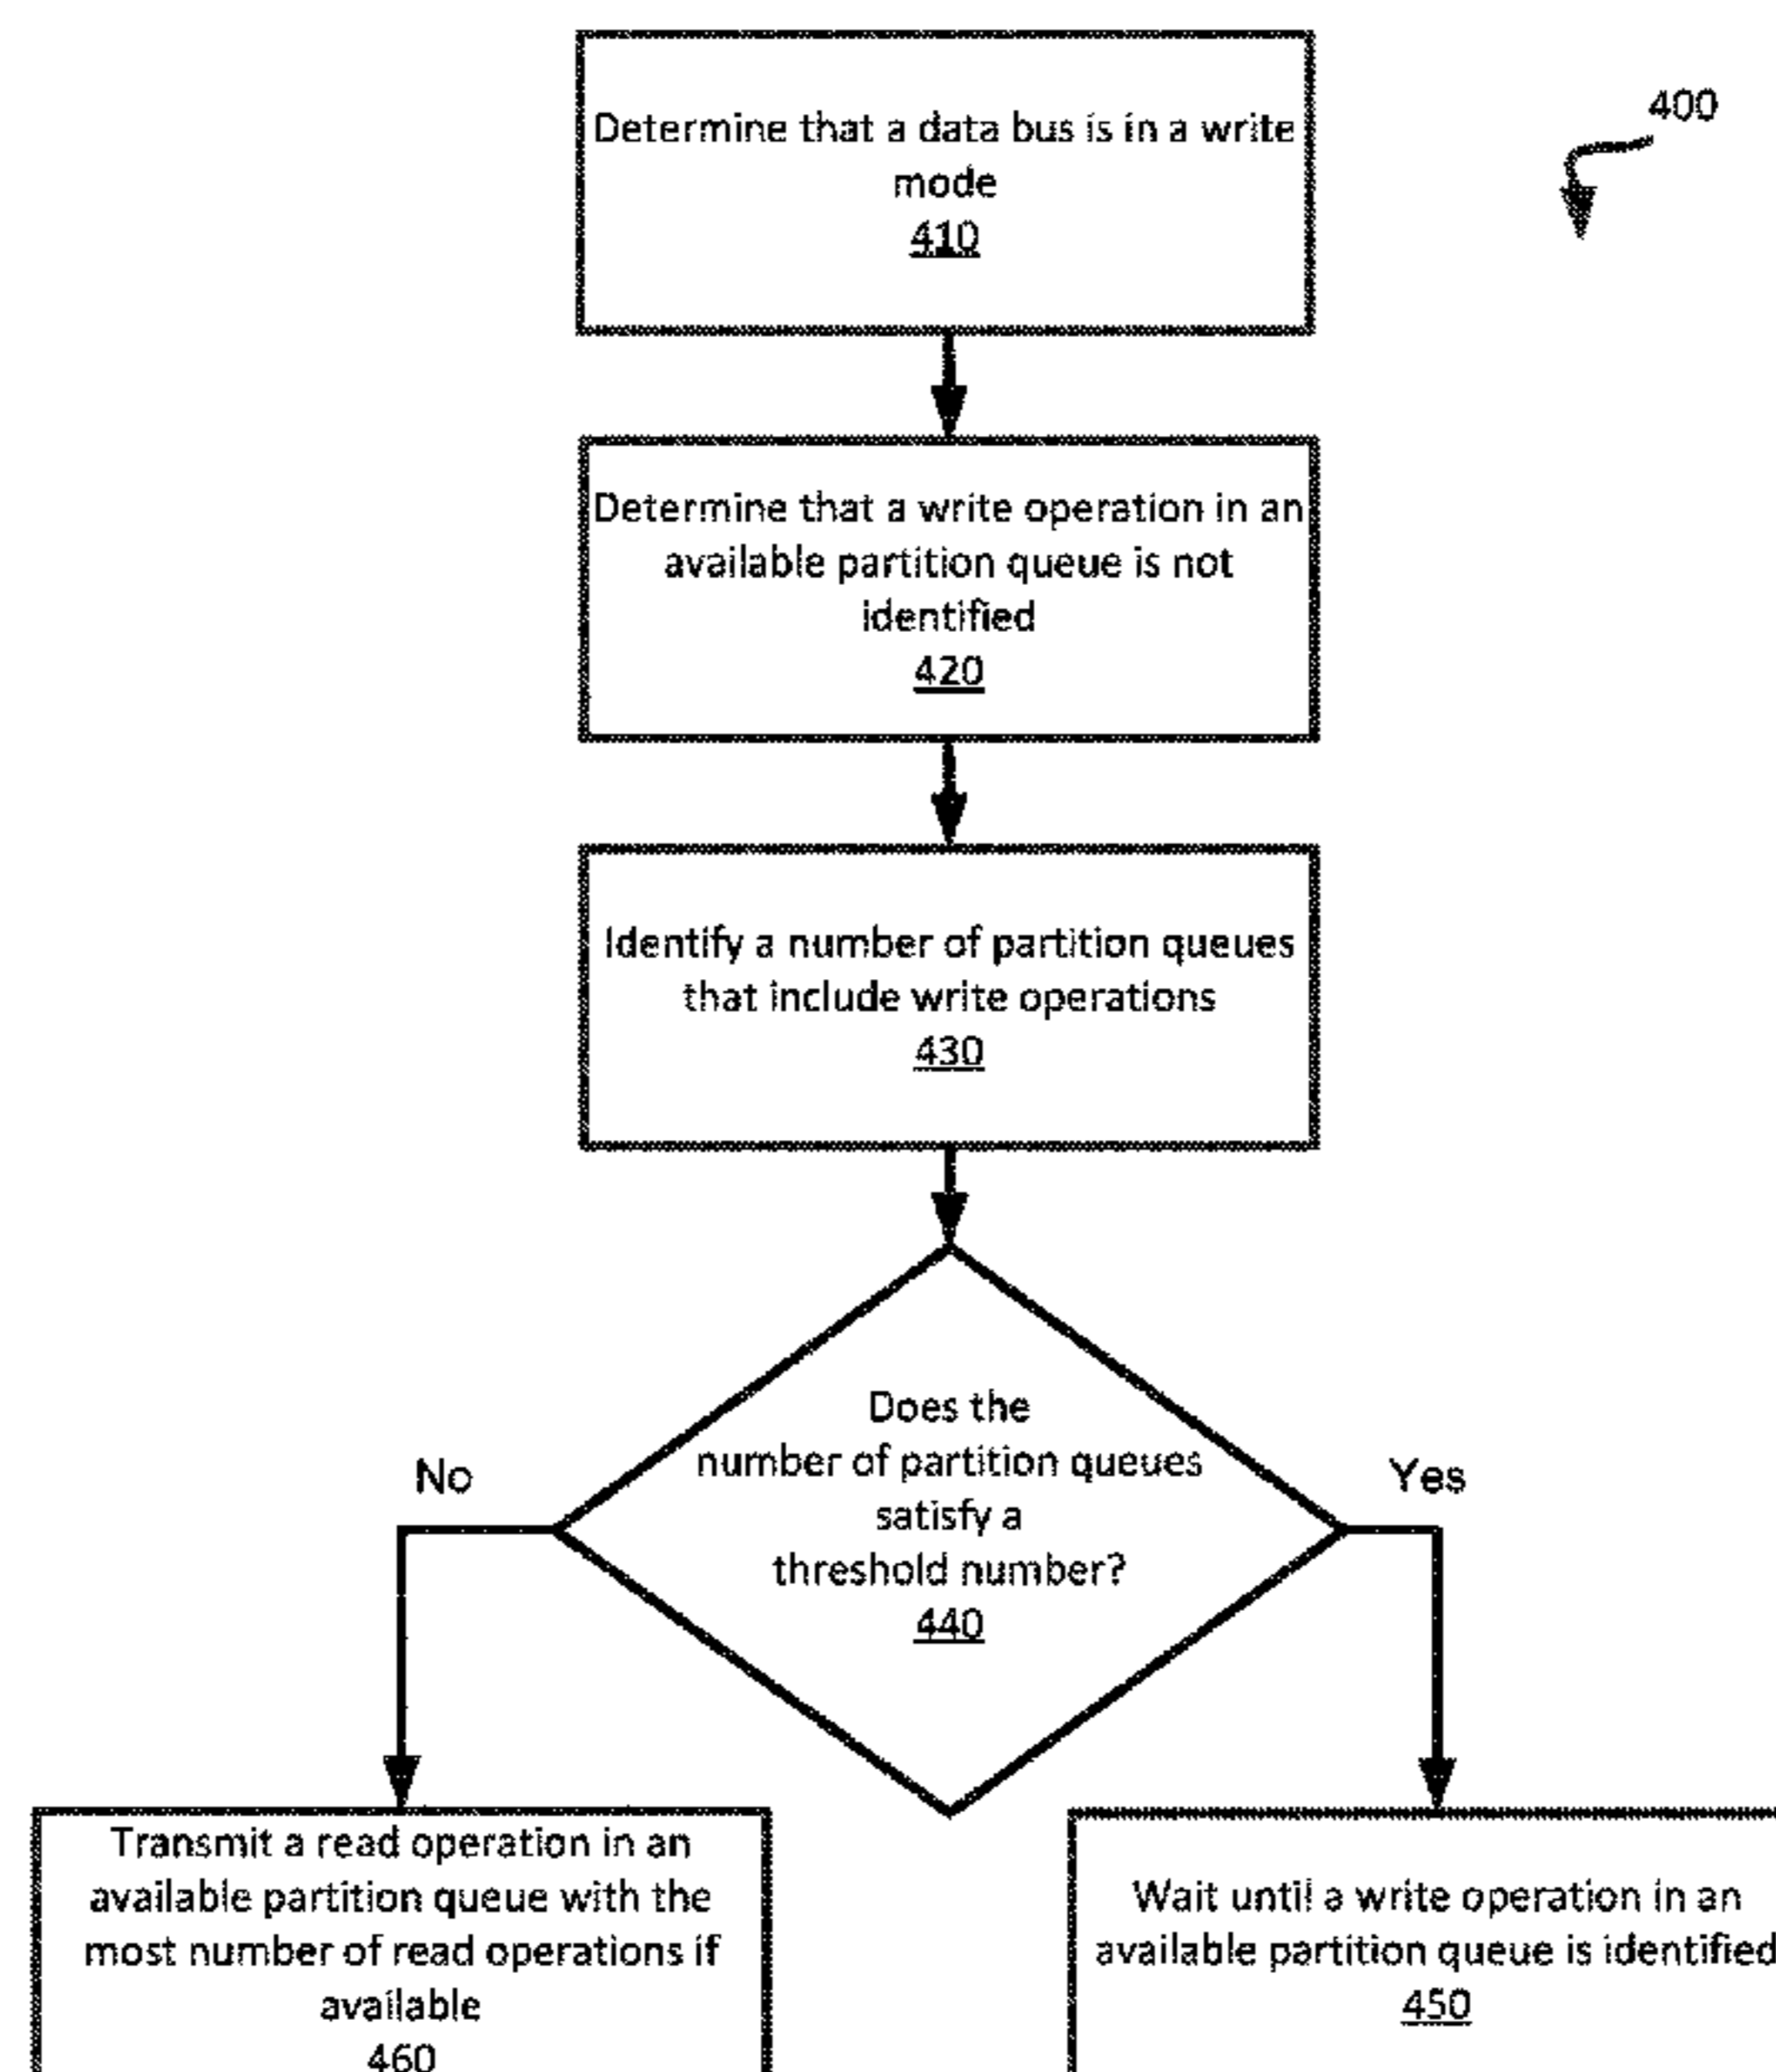 400
Determine that a data bus is in a write
mode
410
Determine that a write operation in an
available partition queue is not
identified
420
Identify a number of partition queues
that include write operations
430
Does the
number of partition queues
satisfy a
threshold number?
440
No
Yes
Transmit a read operation in an
available partition queue with the
most number of read operations if
available
460
Wait until a write operation in an
available partition queue is identified
450